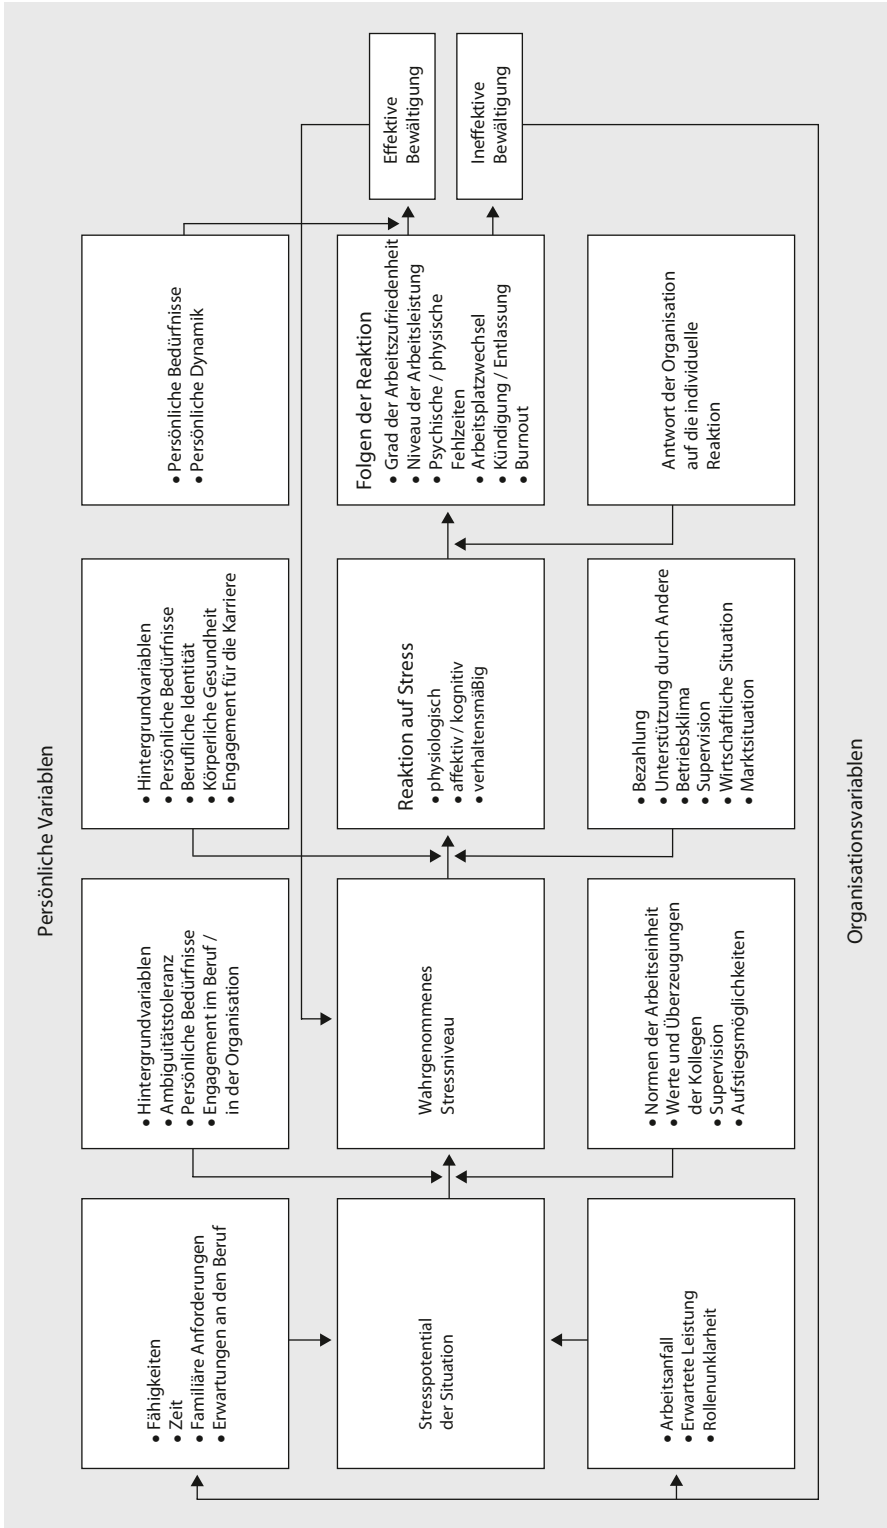 Persönliche Variablen
• Fähigkeiten
• Zeit
• Familiäre Anforderungen
• Erwartungen an den Beruf
• Hintergrundvariablen
• Ambiguitätstoleranz
• Persönliche Bedürfnisse
• Engagement im Beruf /
in der Organisation
• Hintergrundvariablen
• Persönliche Bedürfnisse
• Berufliche Identität
• Körperliche Gesundheit
• Engagement für die Karriere
• Persönliche Bedürfnisse
• Persönliche Dynamik
Stresspotential
der Situation
Wahrgenommenes
Stressniveau
Reaktion auf Stress
• physiologisch
• affektiv / kognitiv
• verhaltensmäßig
Folgen der Reaktion
• Grad der Arbeitszufriedenheit
• Niveau der Arbeitsleistung
• Psychische / physische
Fehlzeiten
• Arbeitsplatzwechsel
• Kündigung / Entlassung
• Burnout
Effektive
Bewältigung
Ineffektive
Bewältigung
• Arbeitsanfall
• Erwartete Leistung
• Rollenunklarheit
• Normen der Arbeitseinheit
• Werte und Überzeugungen
der Kollegen
• Supervision
• Aufstiegsmöglichkeiten
• Bezahlung
• Unterstützung durch Andere
• Betriebsklima
• Supervision
• Wirtschaftliche Situation
• Marktsituation
Antwort der Organisation
auf die individuelle
Reaktion
Organisationsvariablen